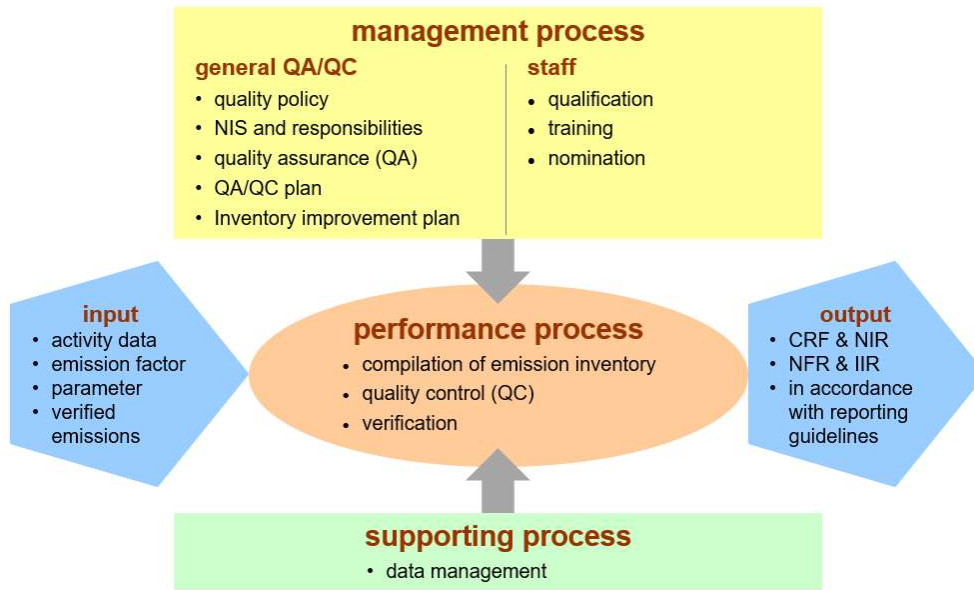 management process
general QA/QC
• quality policy
• NIS and responsibilities
• quality assurance (QA)
• QA/QC plan
• Inventory improvement plan
staff
• qualification
• training
• nomination
input
• activity data
• emission factor
• parameter
• verified
emissions
performance process
• compilation of emission inventory
• quality control (QC)
• verification
output
• CRF & NIR
• NFR & IIR
• in accordance
with reporting
guidelines
supporting process
• data management